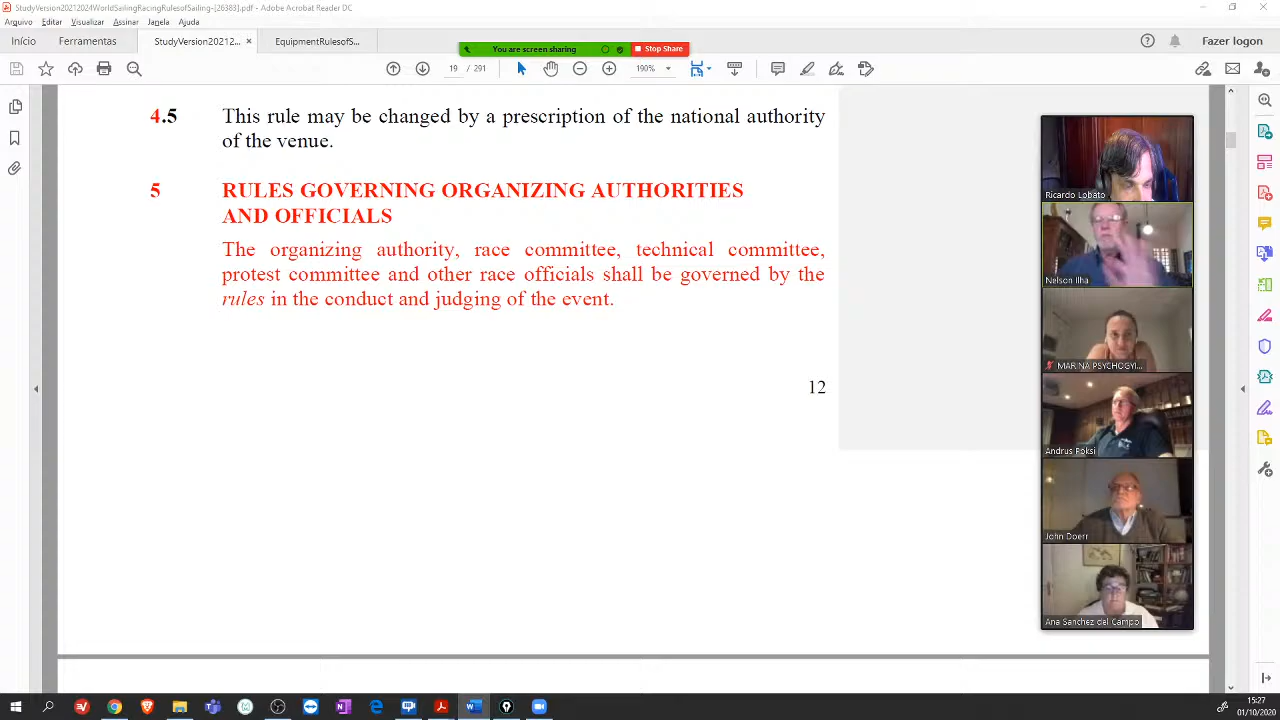 StudyVersion20212024WorldSailingRacingRulesofSailing-[26383].pdf - Adobe Acrobat Reader DC
Arquivo Editar Visualizar Assinar Janela Ajuda
Início Ferramentas StudyVersion20212... × EquipmentRulesofS... Fazer logon
You are screen sharing Stop Share
19 / 291 190%
4.5 This rule may be changed by a prescription of the national authority
of the venue.
5 RULES GOVERNING ORGANIZING AUTHORITIES
AND OFFICIALS
The organizing authority, race committee, technical committee,
protest committee and other race officials shall be governed by the
rules in the conduct and judging of the event.
12
Ricardo Lobato
Nelson Ilha
MARINA PSYCHOGYI...
Andrus Poksi
John Doerr
Ana Sanchez del Campo
15:27
01/10/2020